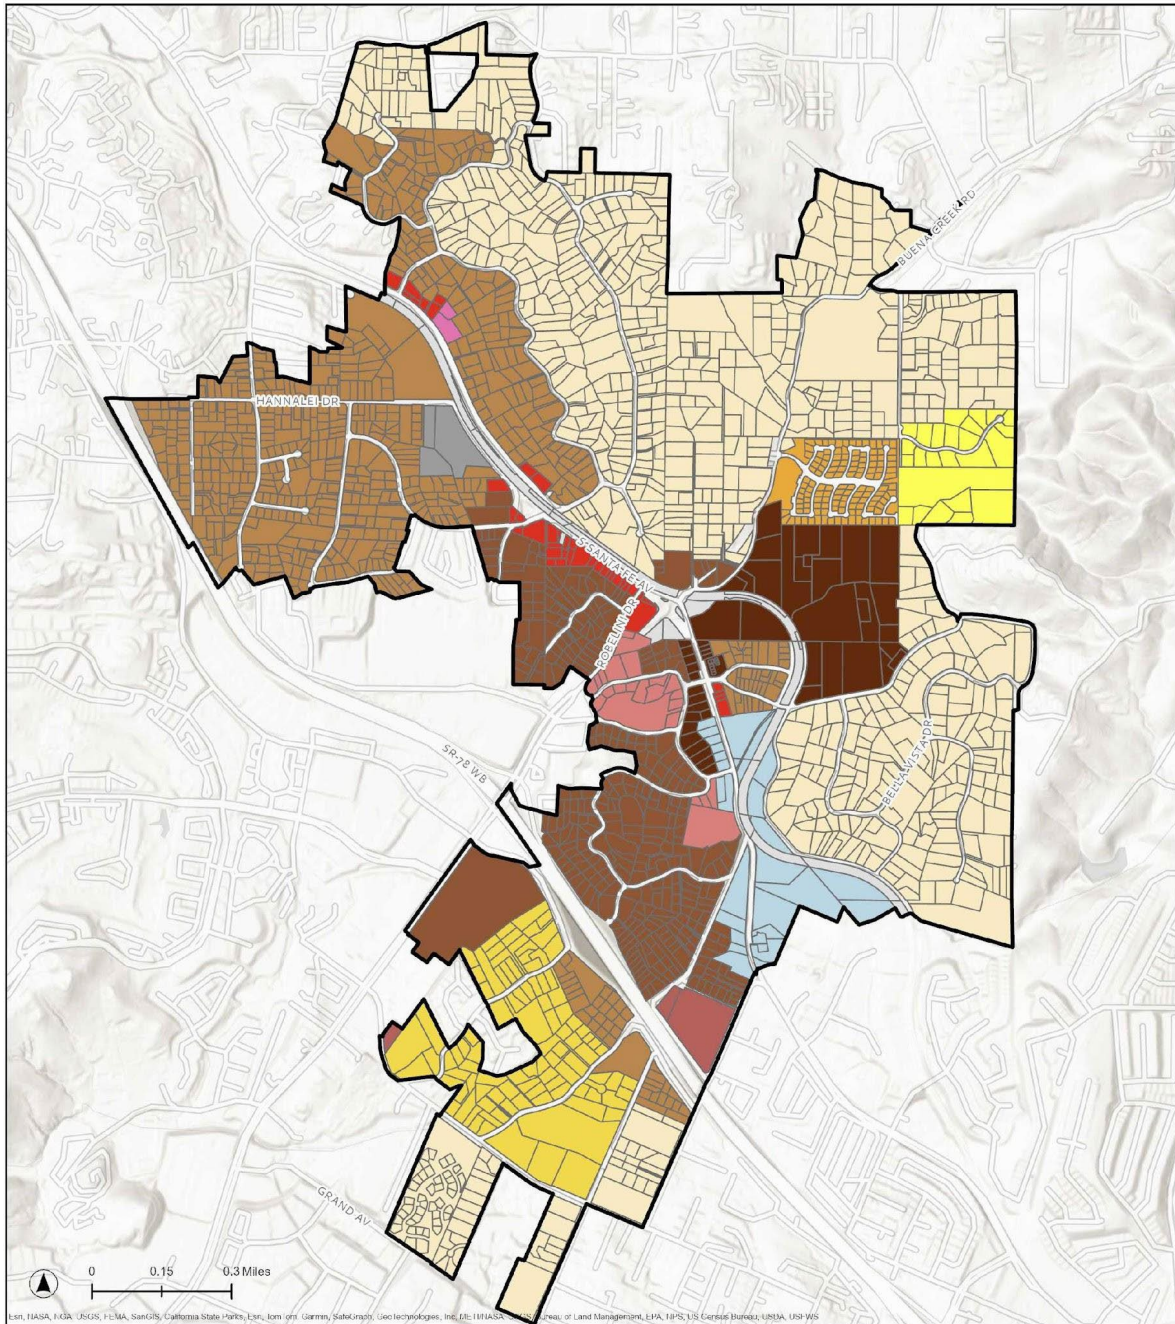 BUENA CREEK RD
HANNALEI DR
S SANTA FE AV
ROBELINI DR
BELLA VISTA DR
SR-78 WB
GRAND AV
0 0.15 0.3 Miles
Esri, NASA, NGA, USGS, FEMA, SanGIS, California State Parks, Esri, TomTom, Garmin, SafeGraph, GeoTechnologies, Inc, METI/NASA, USGS, Bureau of Land Management, EPA, NPS, US Census Bureau, USDA, USFWS